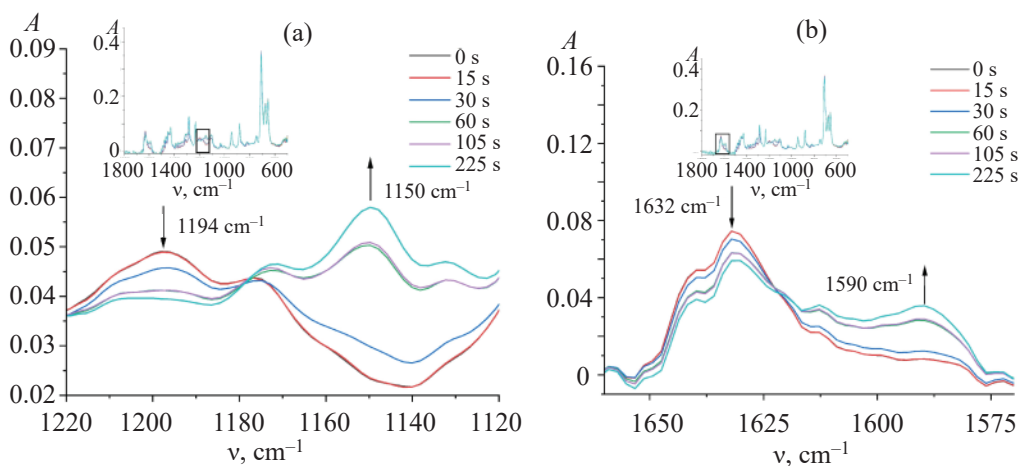 A
(a)
0.09
0.08
0.07
0.06
0.05
0.04
0.03
0.02
1220 1200 1180 1160 1140 1120
ν, cm⁻¹
A
0.4
0.2
0
1800 1400 1000 600
ν, cm⁻¹
0 s
15 s
30 s
60 s
105 s
225 s
1194 cm⁻¹
1150 cm⁻¹
A
(b)
0.16
0.12
0.08
0.04
0
1650 1625 1600 1575
ν, cm⁻¹
A
0.4
0.2
0
1800 1400 1000 600
ν, cm⁻¹
0 s
15 s
30 s
60 s
105 s
225 s
1632 cm⁻¹
1590 cm⁻¹